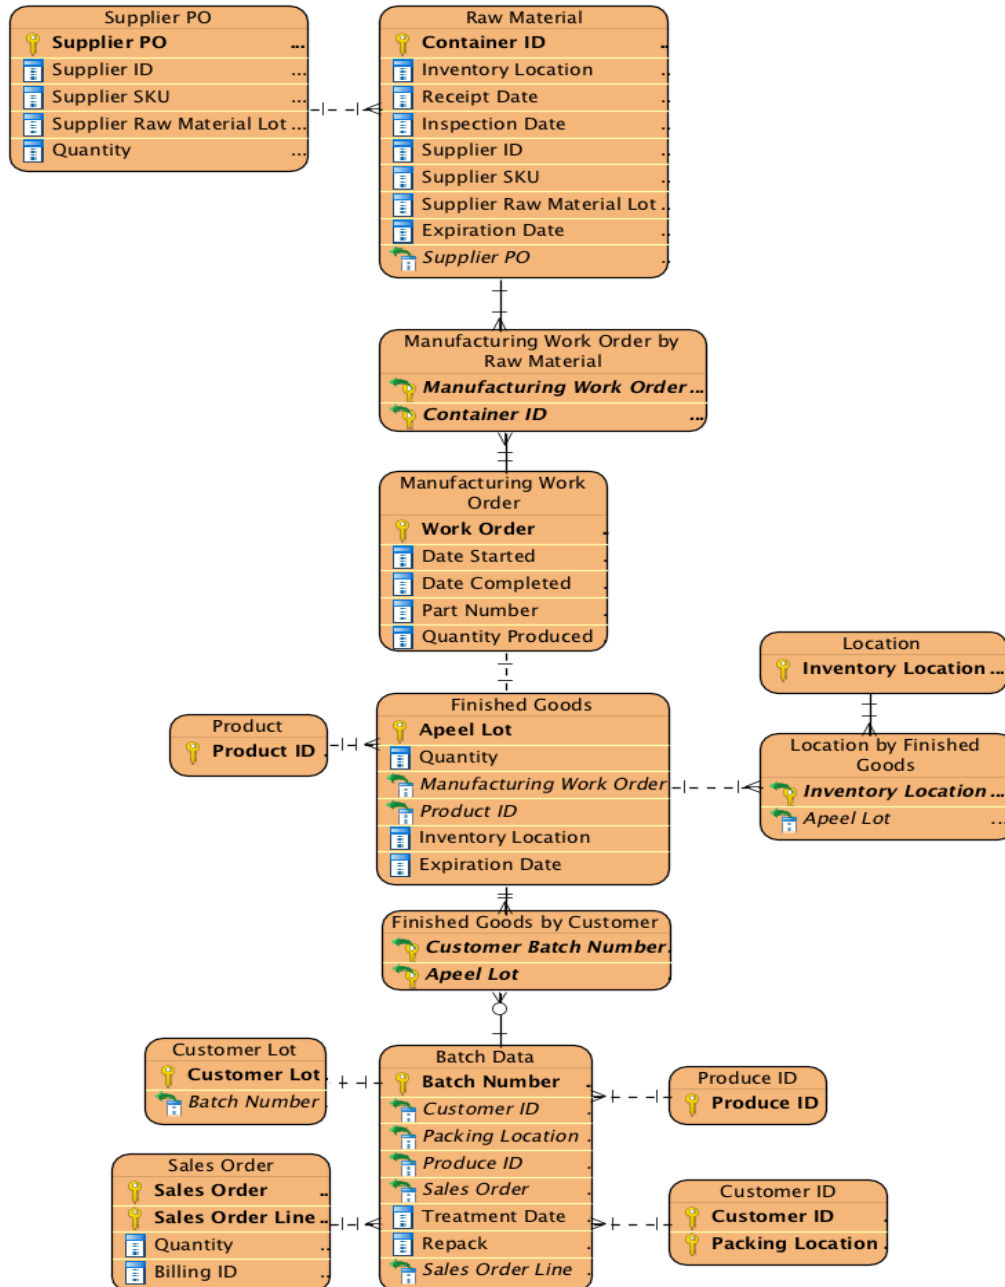 Supplier PO
Supplier PO ...
Supplier ID ...
Supplier SKU ...
Supplier Raw Material Lot ...
Quantity ...
Raw Material
Container ID ..
Inventory Location ..
Receipt Date ..
Inspection Date ..
Supplier ID ..
Supplier SKU ..
Supplier Raw Material Lot ..
Expiration Date ..
Supplier PO ..
Manufacturing Work Order by
Raw Material
Manufacturing Work Order ...
Container ID ...
Manufacturing Work
Order
Work Order .
Date Started .
Date Completed .
Part Number .
Quantity Produced .
Location
Inventory Location ...
Product
Product ID .
Finished Goods
Apeel Lot
Quantity
Manufacturing Work Order
Product ID
Inventory Location
Expiration Date
Location by Finished
Goods
Inventory Location ...
Apeel Lot ...
Finished Goods by Customer
Customer Batch Number .
Apeel Lot .
Customer Lot
Customer Lot .
Batch Number .
Batch Data
Batch Number .
Customer ID .
Packing Location .
Produce ID .
Sales Order .
Treatment Date .
Repack .
Sales Order Line .
Produce ID
Produce ID
Sales Order
Sales Order ..
Sales Order Line ..
Quantity ..
Billing ID ..
Customer ID
Customer ID .
Packing Location .